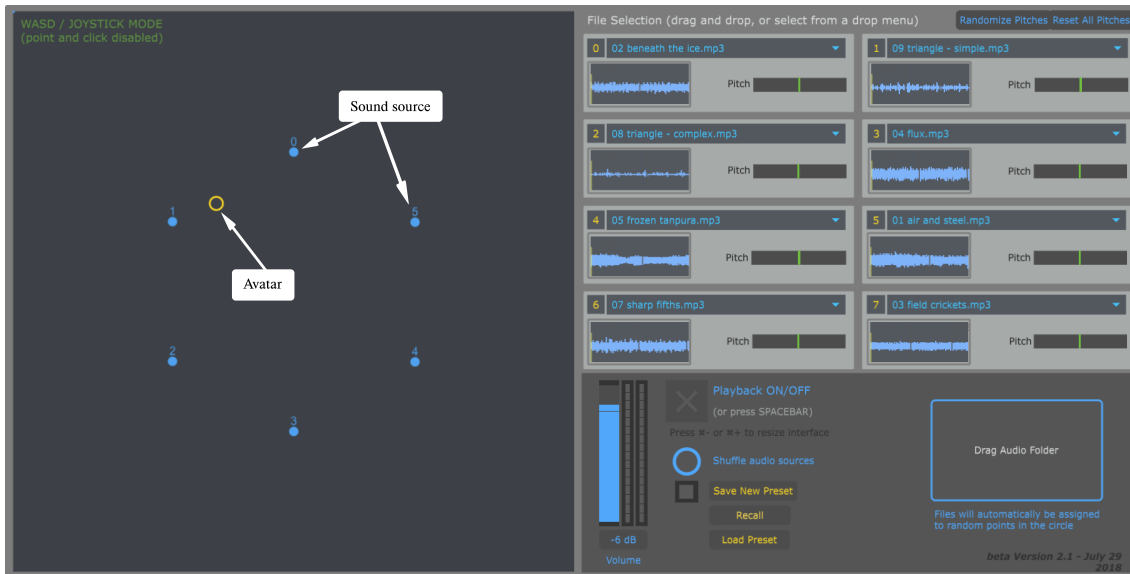 WASD / JOYSTICK MODE
(point and click disabled)
Sound source
0
1
5
Avatar
2
4
3
File Selection (drag and drop, or select from a drop menu)
Randomize Pitches
Reset All Pitches
0
02 beneath the ice.mp3
Pitch
1
09 triangle - simple.mp3
Pitch
2
08 triangle - complex.mp3
Pitch
3
04 flux.mp3
Pitch
4
05 frozen tanpura.mp3
Pitch
5
01 air and steel.mp3
Pitch
6
07 sharp fifths.mp3
Pitch
7
03 field crickets.mp3
Pitch
Playback ON/OFF
(or press SPACEBAR)
Press ⌘- or ⌘+ to resize interface
Shuffle audio sources
Save New Preset
Recall
Load Preset
-6 dB
Volume
Drag Audio Folder
Files will automatically be assigned
to random points in the circle
beta Version 2.1 - July 29
2018